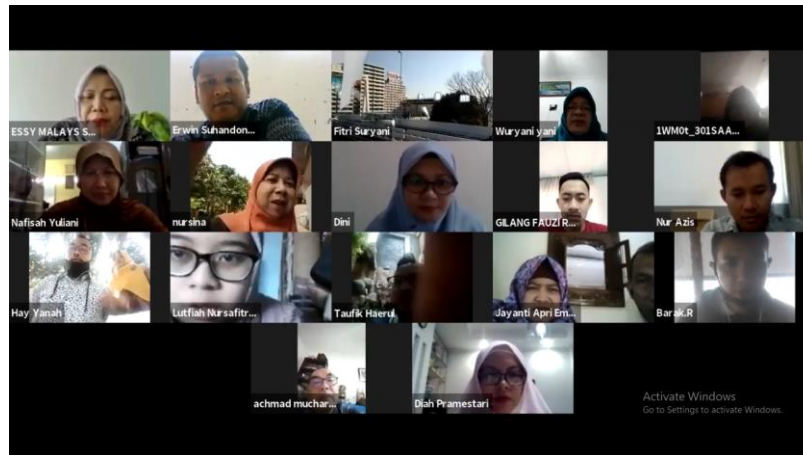 ESSY MALAYS S...
Erwin Suhandon...
Fitri Suryani
Wuryani yani
1WM0t_301SAA...
Nafisah Yuliani
nursina
Dini
GILANG FAUZI R...
Nur Azis
Hay Yanah
Lutfiah Nursafitr...
Taufik Haerul
Jayanti Apri Em...
Barak.R
achmad muchar...
Diah Pramestari
Activate Windows
Go to Settings to activate Windows.